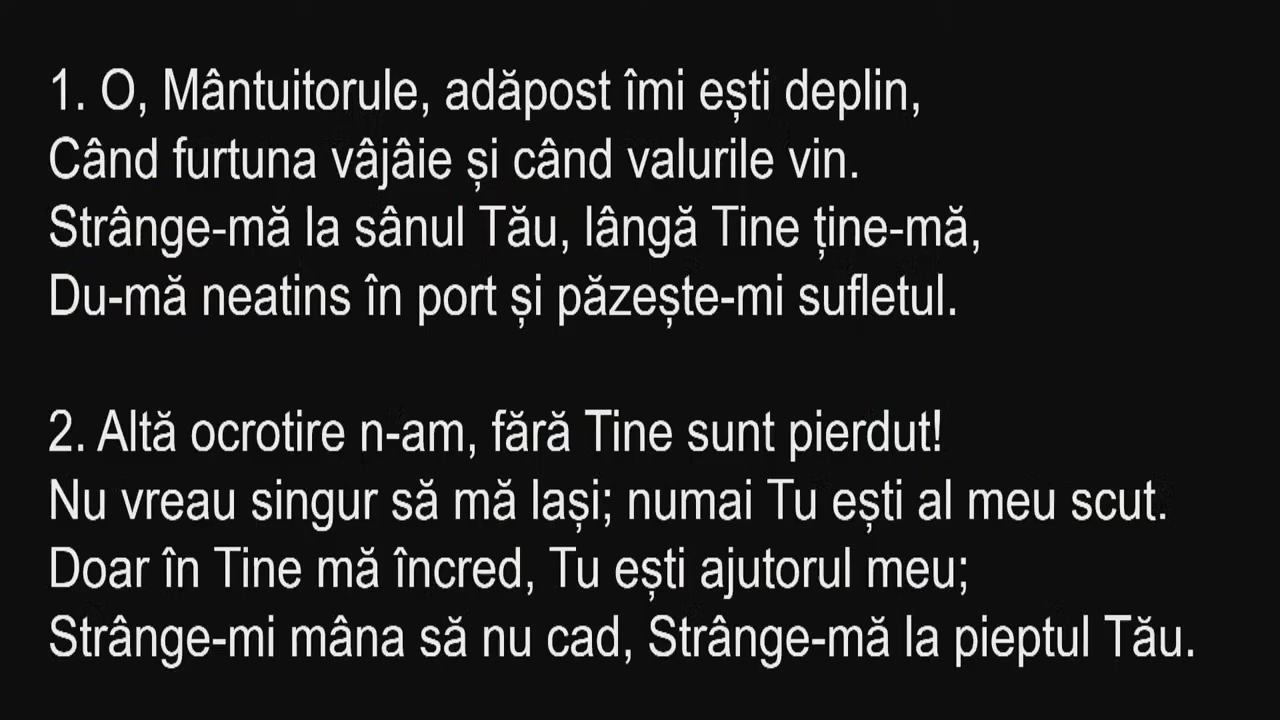 1. O, Mântuitorule, adăpost îmi ești deplin,
Când furtuna vâjâie și când valurile vin.
Strânge-mă la sânul Tău, lângă Tine ține-mă,
Du-mă neatins în port și păzește-mi sufletul.
2. Altă ocrotire n-am, fără Tine sunt pierdut!
Nu vreau singur să mă lași; numai Tu ești al meu scut.
Doar în Tine mă încred, Tu ești ajutorul meu;
Strânge-mi mâna să nu cad, Strânge-mă la pieptul Tău.